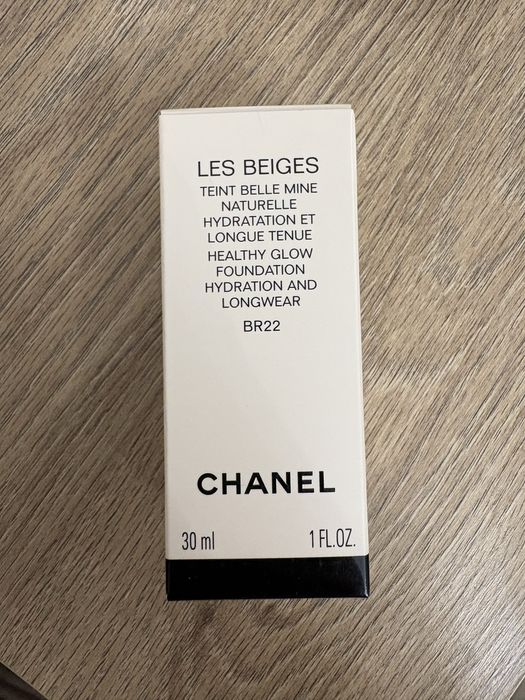 LES BEIGES
TEINT BELLE MINE
NATURELLE
HYDRATATION ET
LONGUE TENUE
HEALTHY GLOW
FOUNDATION
HYDRATION AND
LONGWEAR
BR22
CHANEL
30 ml 1 FL.OZ.